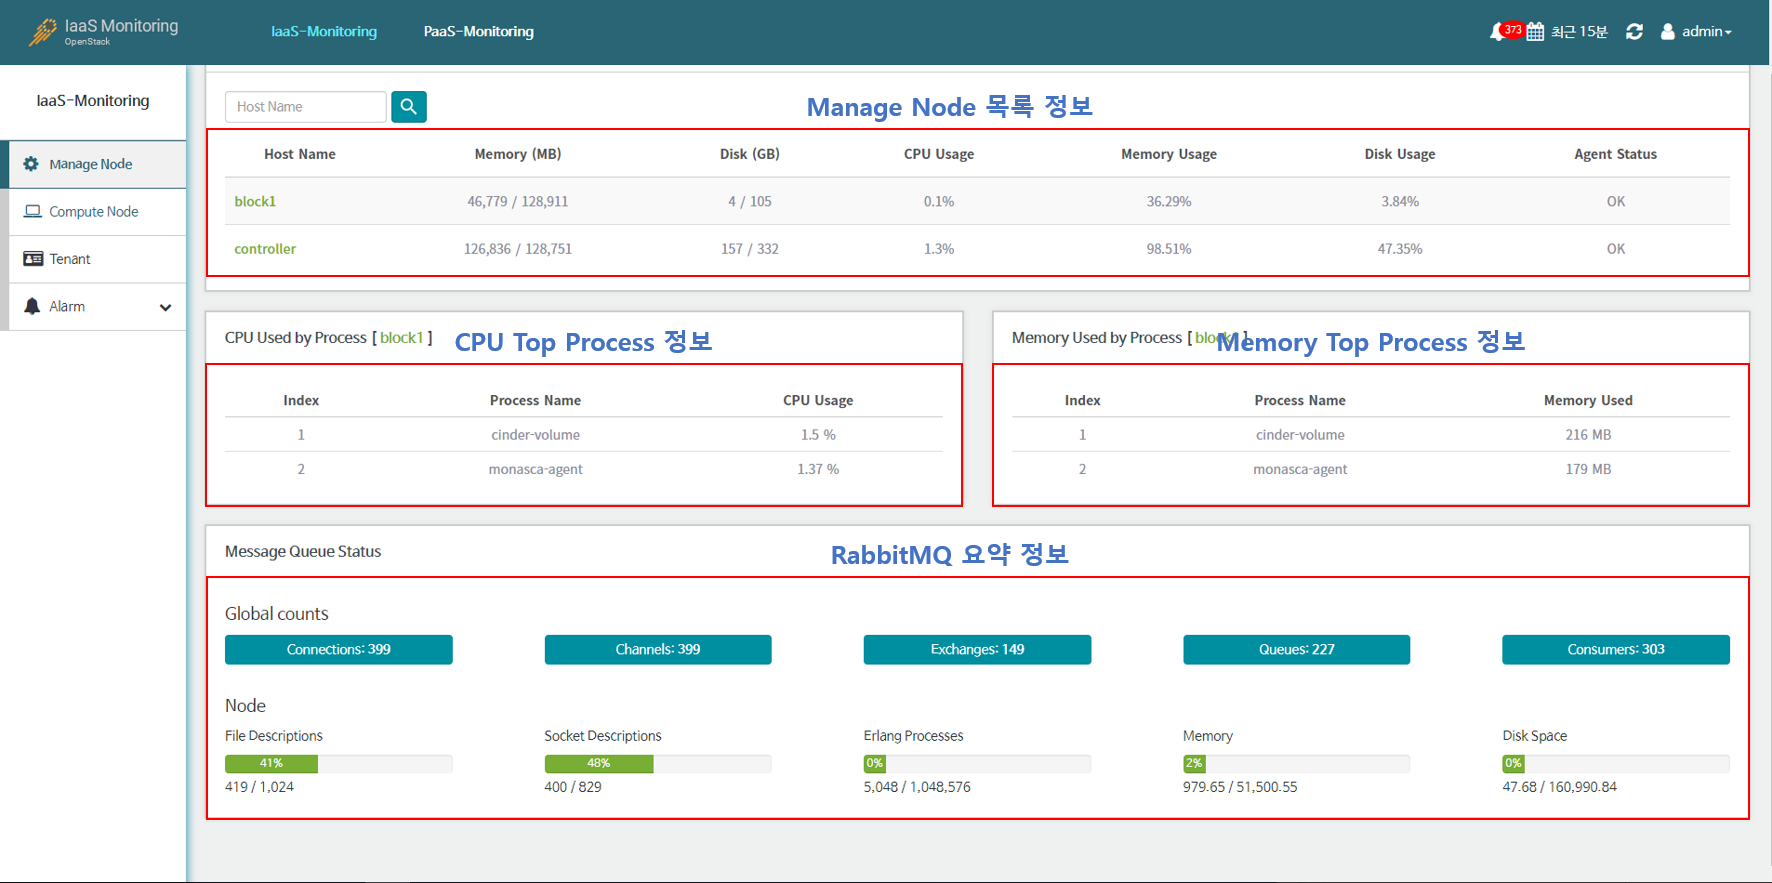 IaaS Monitoring
OpenStack
IaaS-Monitoring
PaaS-Monitoring
373
최근 15분
admin
IaaS-Monitoring
Manage Node
Compute Node
Tenant
Alarm
Host Name
Manage Node 목록 정보
Host Name Memory (MB) Disk (GB) CPU Usage Memory Usage Disk Usage Agent Status
block1 46,779 / 128,911 4 / 105 0.1% 36.29% 3.84% OK
controller 126,836 / 128,751 157 / 332 1.3% 98.51% 47.35% OK
CPU Used by Process [ block1 ]
CPU Top Process 정보
Index Process Name CPU Usage
1 cinder-volume 1.5 %
2 monasca-agent 1.37 %
Memory Used by Process [ block1 ]
Memory Top Process 정보
Index Process Name Memory Used
1 cinder-volume 216 MB
2 monasca-agent 179 MB
Message Queue Status
RabbitMQ 요약 정보
Global counts
Connections: 399 Channels: 399 Exchanges: 149 Queues: 227 Consumers: 303
Node
File Descriptions Socket Descriptions Erlang Processes Memory Disk Space
41% 48% 0% 2% 0%
419 / 1,024 400 / 829 5,048 / 1,048,576 979.65 / 51,500.55 47.68 / 160,990.84